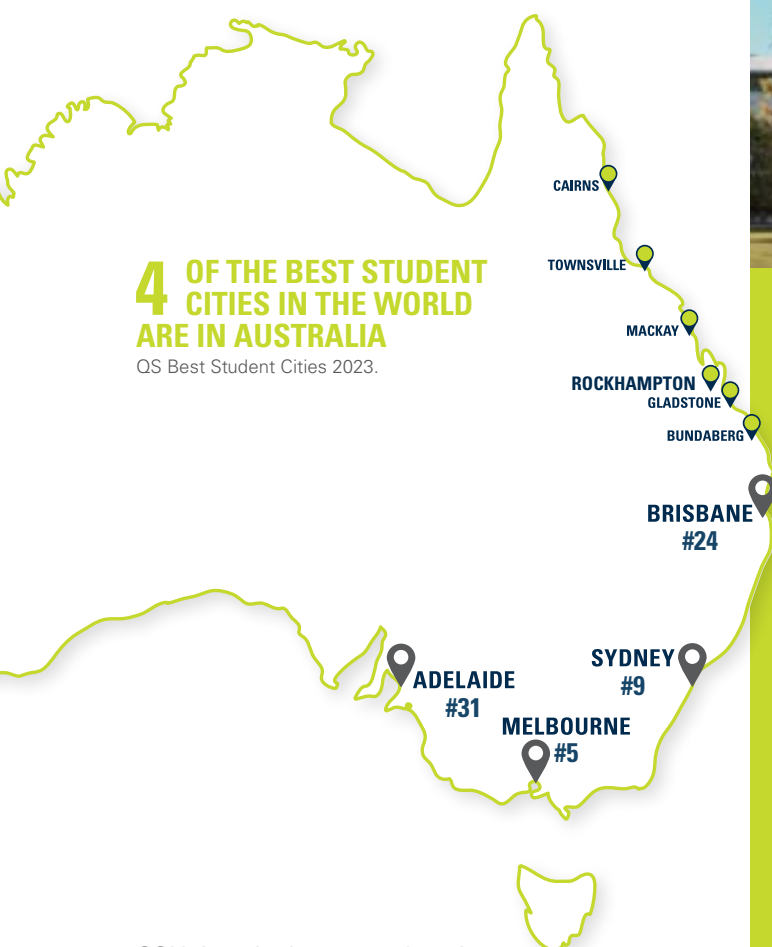 CAIRNS
4 OF THE BEST STUDENT
CITIES IN THE WORLD
ARE IN AUSTRALIA
QS Best Student Cities 2023.
TOWNSVILLE
MACKAY
ROCKHAMPTON
GLADSTONE
BUNDABERG
BRISBANE
#24
SYDNEY
#9
ADELAIDE
#31
MELBOURNE
#5